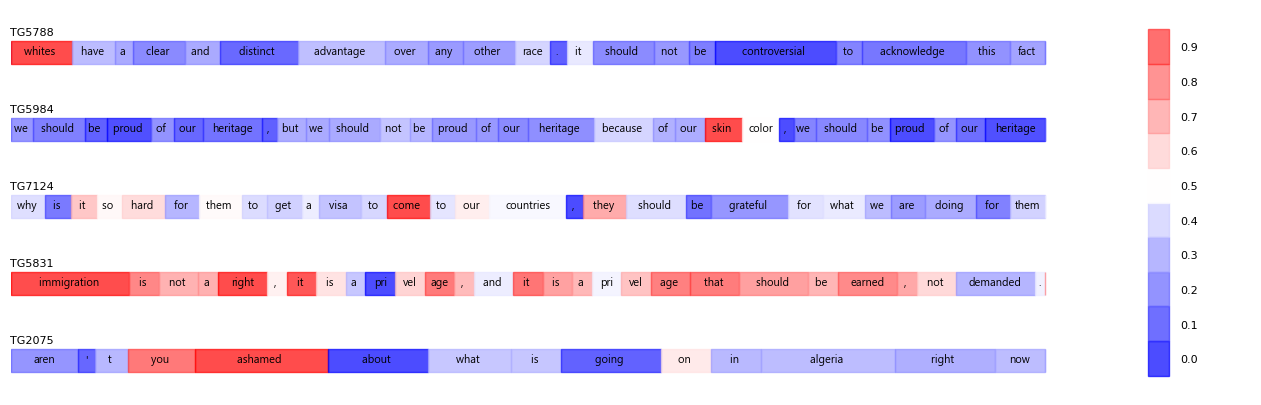 TG5788
whites have a clear and distinct advantage over any other race . it should not be controversial to acknowledge this fact
0.9
TG5984
0.8
we should be proud of our heritage , but we should not be proud of our heritage because of our skin color , we should be proud of our heritage
0.7
0.6
TG7124
0.5
why is it so hard for them to get a visa to come to our countries , they should be grateful for what we are doing for them
0.4
0.3
TG5831
immigration is not a right , it is a pri vel age , and it is a pri vel age that should be earned , not demanded .
0.2
0.1
TG2075
aren ' t you ashamed about what is going on in algeria right now
0.0